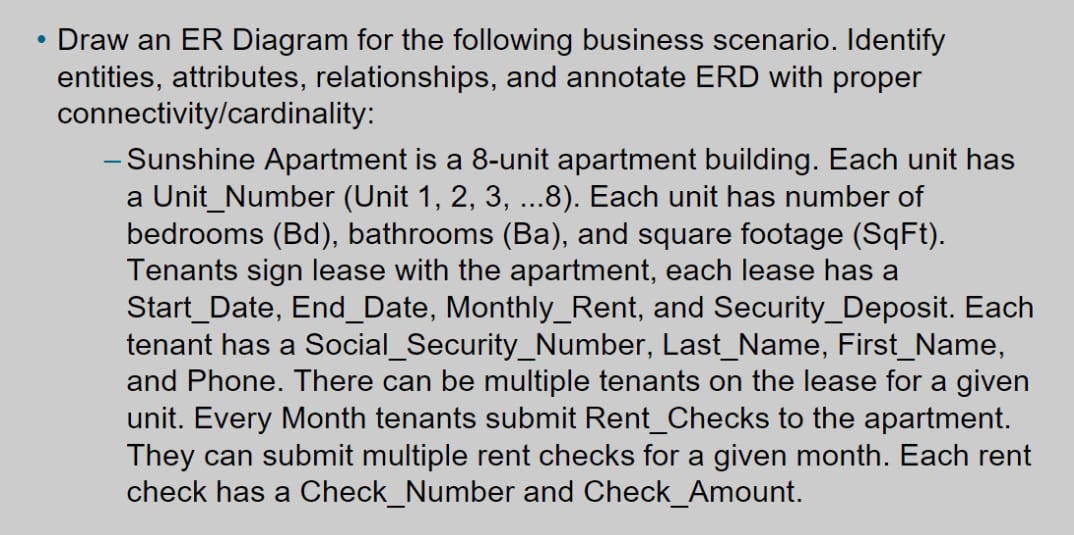 • Draw an ER Diagram for the following business scenario. Identify
entities, attributes, relationships, and annotate ERD with proper
connectivity/cardinality:
– Sunshine Apartment is a 8-unit apartment building. Each unit has
a Unit_Number (Unit 1, 2, 3, ...8). Each unit has number of
bedrooms (Bd), bathrooms (Ba), and square footage (SqFt).
Tenants sign lease with the apartment, each lease has a
Start_Date, End_Date, Monthly_Rent, and Security_Deposit. Each
tenant has a Social_Security_Number, Last_Name, First_Name,
and Phone. There can be multiple tenants on the lease for a given
unit. Every Month tenants submit Rent_Checks to the apartment.
They can submit multiple rent checks for a given month. Each rent
check has a Check_Number and Check_Amount.